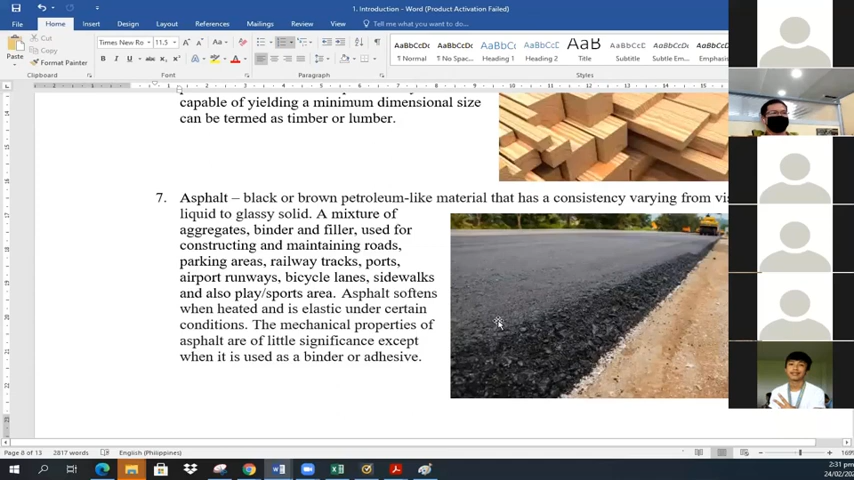 1. Introduction - Word (Product Activation Failed)
File Home Insert Design Layout References Mailings Review View Tell me what you want to do
Cut
Copy
Format Painter
Paste
Times New Ro 11.5
AaBbCcDc AaBbCcDc AaBbCc AaBbCcC AaB AaBbCcD AaBbCcDc AaBbCcDc
¶ Normal ¶ No Spac... Heading 1 Heading 2 Title Subtitle Subtle Em... Emphasis
Clipboard Font Paragraph Styles
capable of yielding a minimum dimensional size
can be termed as timber or lumber.
7. Asphalt – black or brown petroleum-like material that has a consistency varying from vis
liquid to glassy solid. A mixture of
aggregates, binder and filler, used for
constructing and maintaining roads,
parking areas, railway tracks, ports,
airport runways, bicycle lanes, sidewalks
and also play/sports area. Asphalt softens
when heated and is elastic under certain
conditions. The mechanical properties of
asphalt are of little significance except
when it is used as a binder or adhesive.
Page 8 of 13 2817 words English (Philippines) 169
2:31 pm
24/02/20